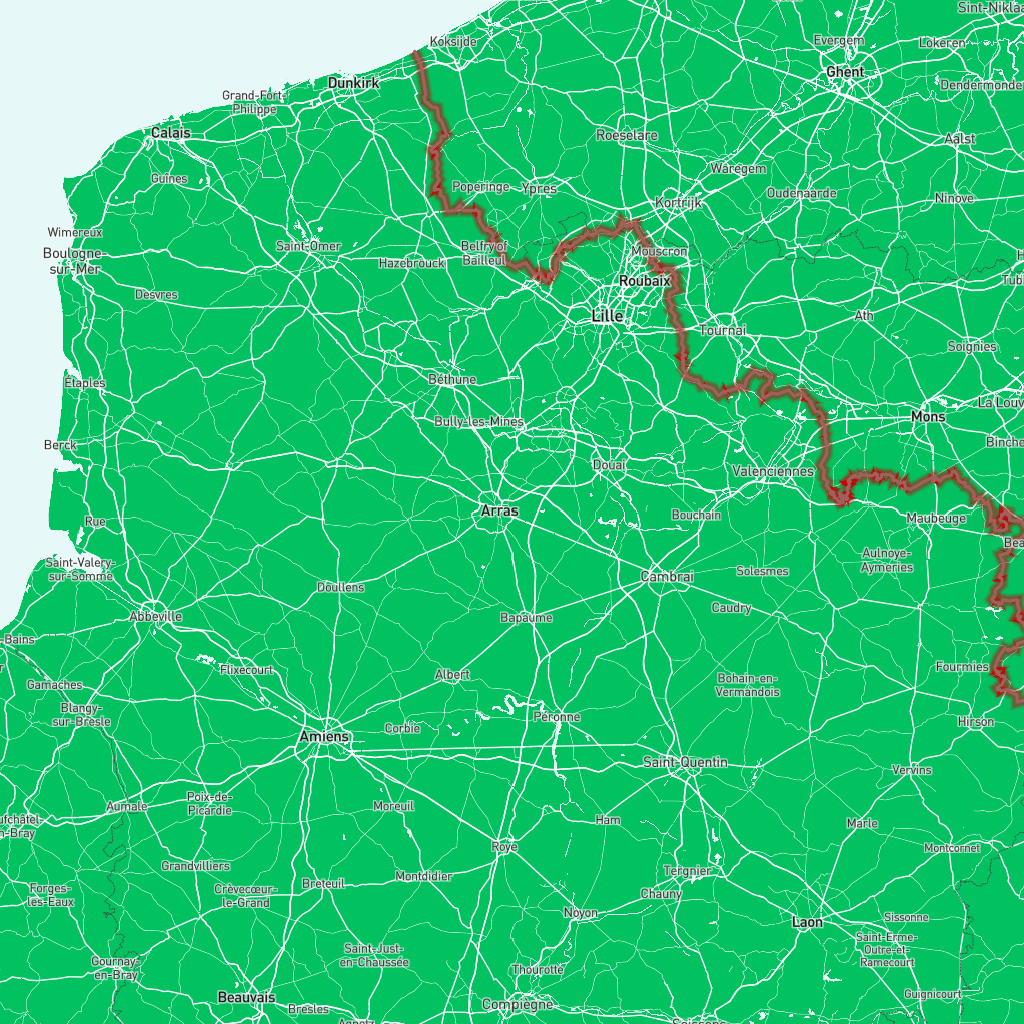 Sint-Niklaa
Koksijde
Evergem
Lokeren
Ghent
Dunkirk
Dendermonde
Grand-Fort-
Philippe
Calais
Roeselare
Aalst
Waregem
Guines
Poperinge
Ypres
Oudenaarde
Ninove
Kortrijk
Wimereux
Boulogne-
sur-Mer
Saint-Omer
Belfry of
Bailleul
Mouscron
Hazebrouck
Roubaix
Tubi
Desvres
Lille
Ath
Tournai
Soignies
Étaples
Béthune
La Louv
Bully-les-Mines
Mons
Berck
Binche
Douai
Valenciennes
Arras
Rue
Bouchain
Maubeuge
Beau
Saint-Valery-
sur-Somme
Aulnoye-
Aymeries
Doullens
Cambrai
Solesmes
Abbeville
Bapaume
Caudry
-Bains
Flixecourt
Albert
Fourmies
Gamaches
Bohain-en-
Vermandois
Blangy-
sur-Bresle
Corbie
Péronne
Hirson
Amiens
Saint-Quentin
Vervins
Aumale
Poix-de-
Picardie
Moreuil
Ham
ufchâtel-
n-Bray
Marle
Roye
Montcornet
Grandvilliers
Tergnier
Forges-
les-Eaux
Crèvecœur-
le-Grand
Breteuil
Montdidier
Chauny
Noyon
Laon
Sissonne
Saint-Just-
en-Chaussée
Saint-Erme-
Outre-et-
Ramecourt
Gournay-
en-Bray
Thourotte
Beauvais
Bresles
Compiègne
Guignicourt
Agnetz
Soissons